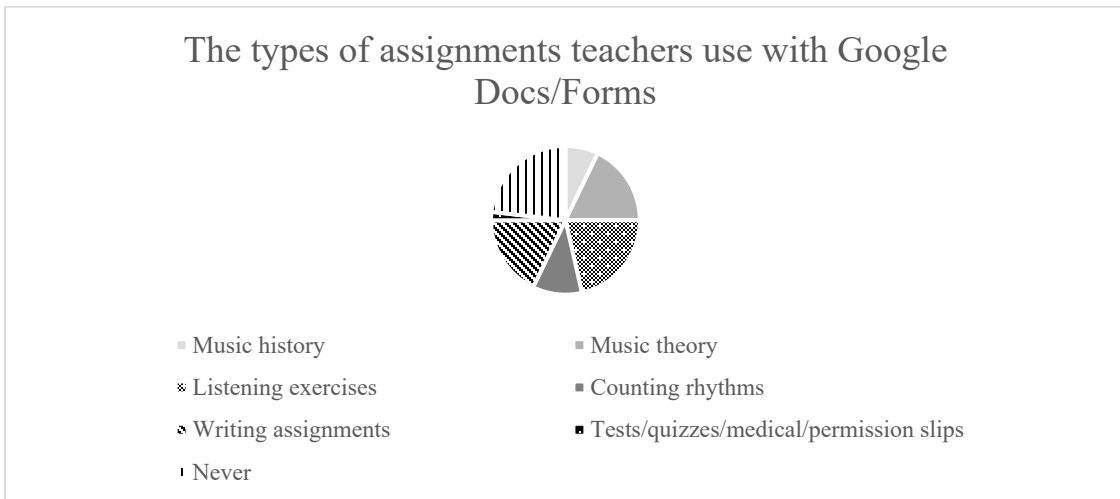 The types of assignments teachers use with Google
Docs/Forms
Music history
Music theory
Listening exercises
Counting rhythms
Writing assignments
Tests/quizzes/medical/permission slips
Never